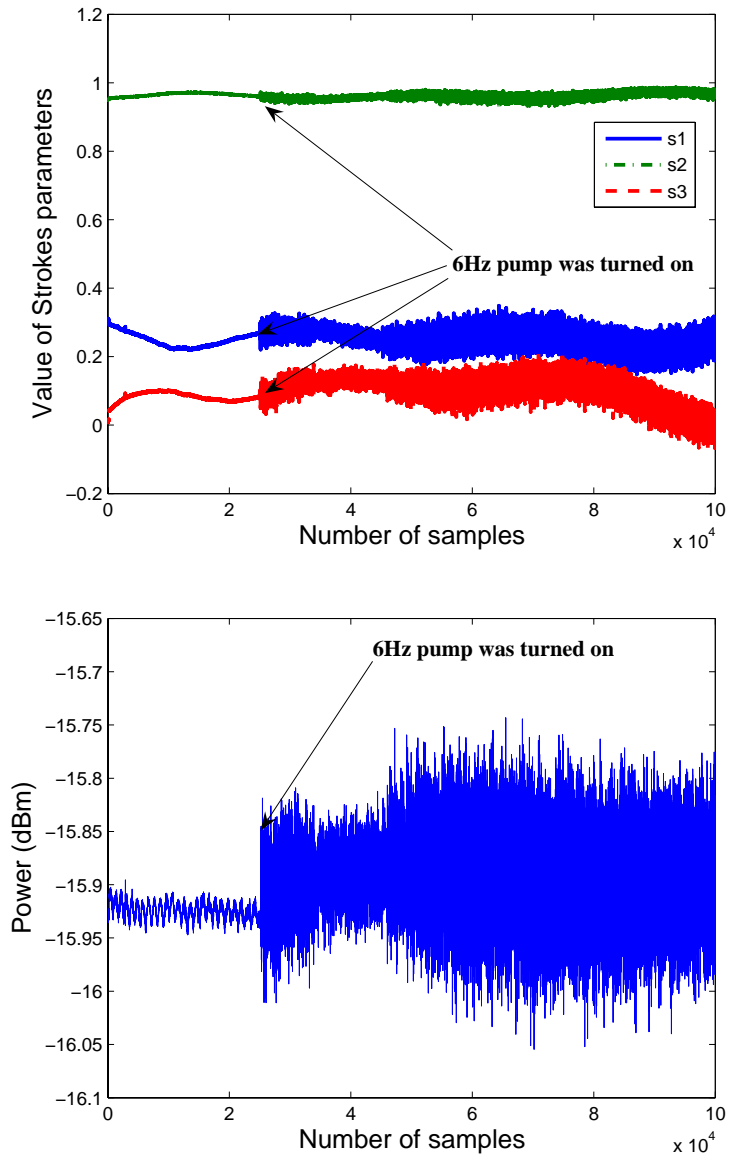 1.2
1
0.8
0.6
0.4
0.2
0
−0.2
Value of Strokes parameters
s1
s2
s3
6Hz pump was turned on
0 2 4 6 8 10
x 10^4
Number of samples
−15.65
−15.7
−15.75
−15.8
−15.85
−15.9
−15.95
−16
−16.05
−16.1
Power (dBm)
6Hz pump was turned on
0 2 4 6 8 10
x 10^4
Number of samples